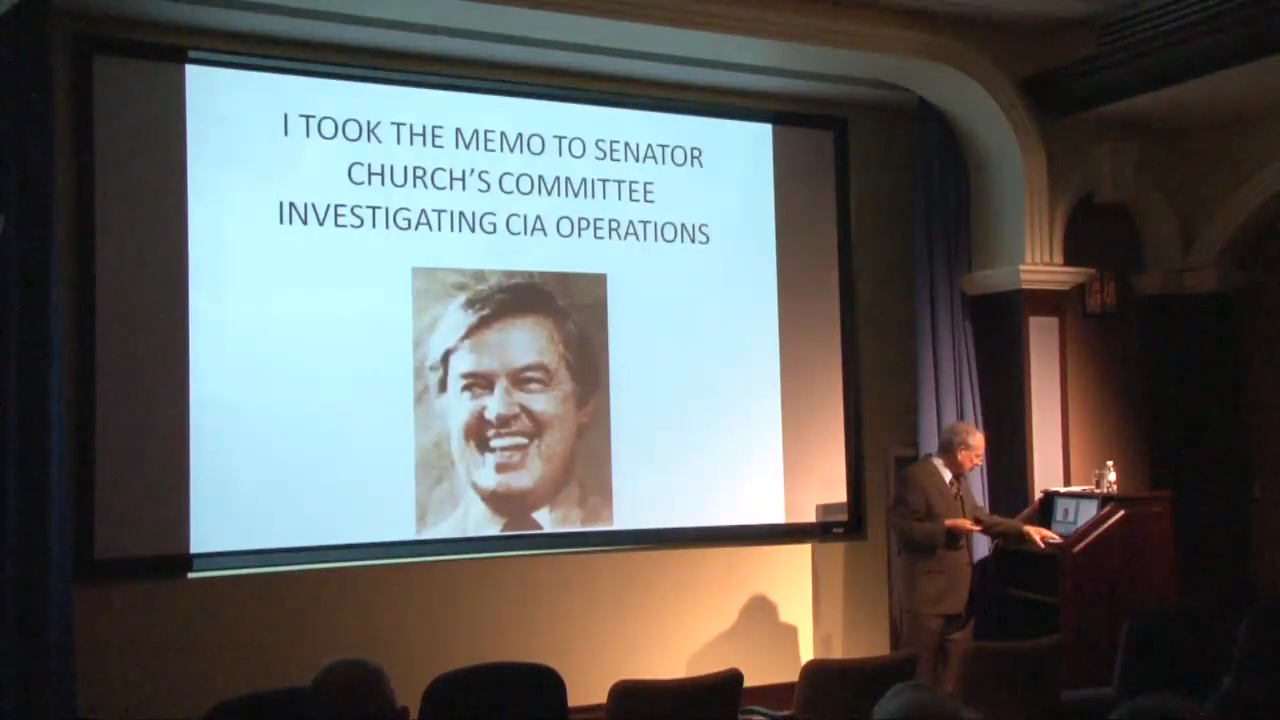 I TOOK THE MEMO TO SENATOR
CHURCH’S COMMITTEE
INVESTIGATING CIA OPERATIONS